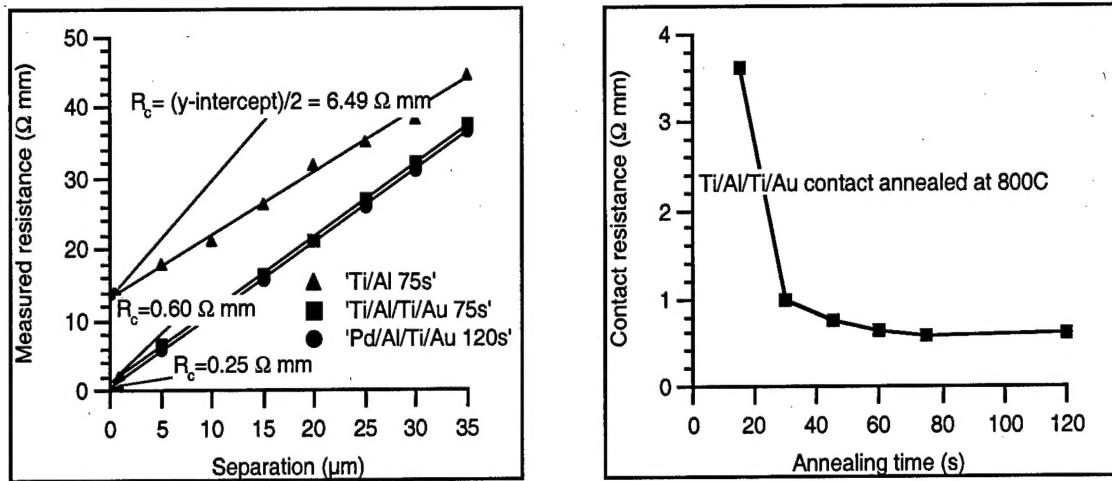 Measured resistance (Ω mm)
50
40
30
20
10
0
R_c= (y-intercept)/2 = 6.49 Ω mm
R_c=0.60 Ω mm
R_c=0.25 Ω mm
'Ti/Al 75s'
'Ti/Al/Ti/Au 75s'
'Pd/Al/Ti/Au 120s'
0 5 10 15 20 25 30 35
Separation (µm)
Contact resistance (Ω mm)
4
3
2
1
0
Ti/Al/Ti/Au contact annealed at 800C
0 20 40 60 80 100 120
Annealing time (s)